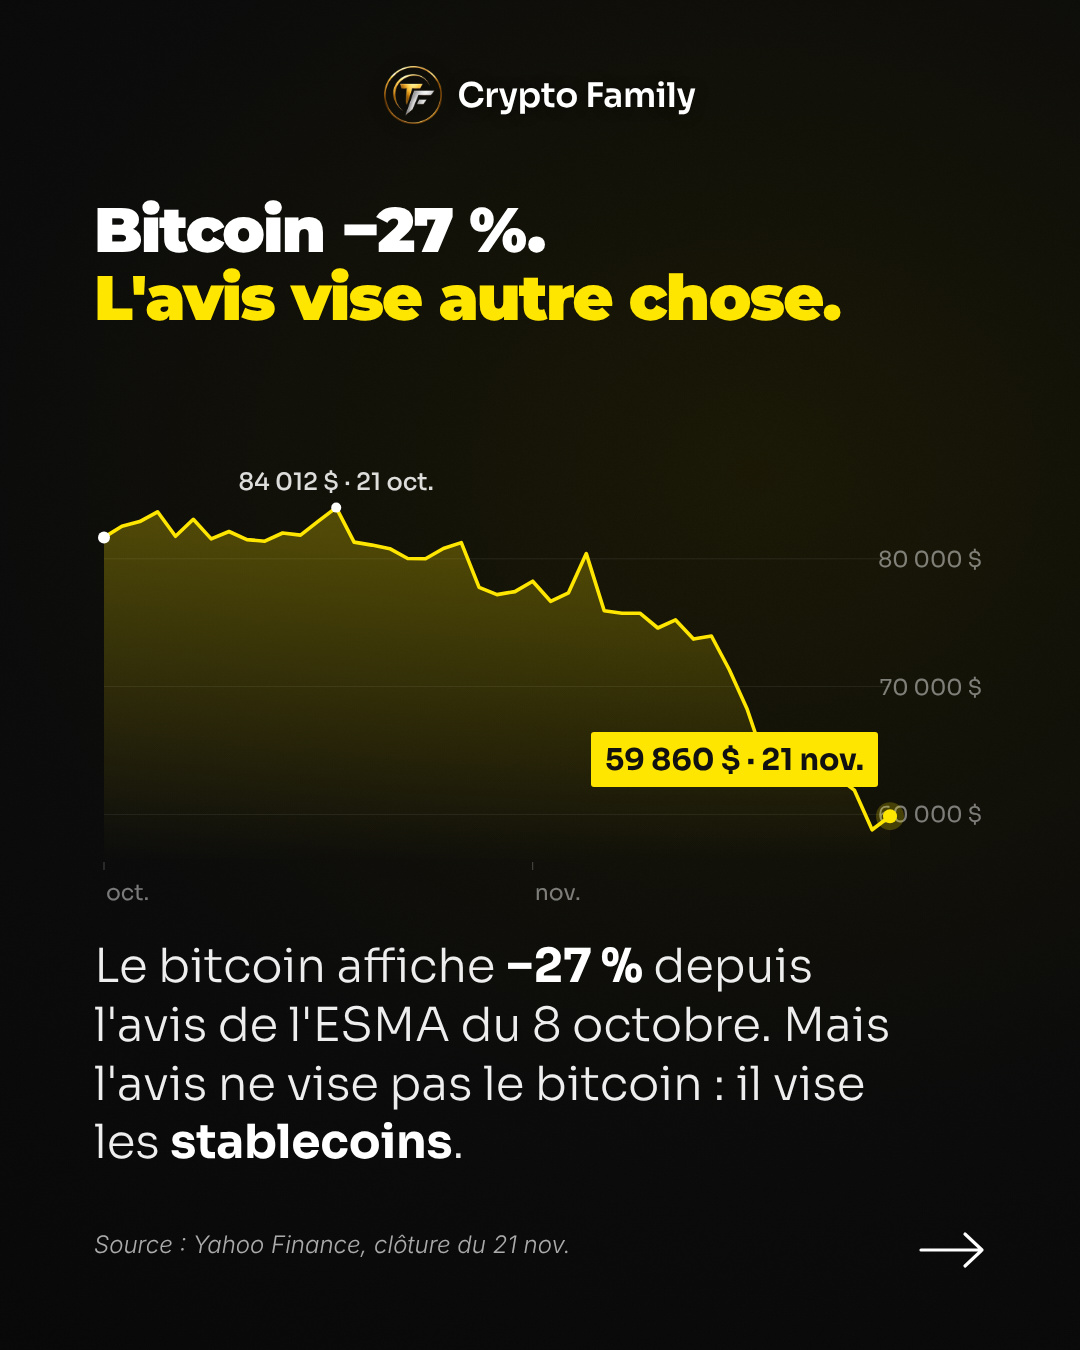 TF Crypto Family
Bitcoin −27 %.
L'avis vise autre chose.
84 012 $ · 21 oct.
80 000 $
70 000 $
59 860 $ · 21 nov.
60 000 $
oct.
nov.
Le bitcoin affiche −27 % depuis
l'avis de l'ESMA du 8 octobre. Mais
l'avis ne vise pas le bitcoin : il vise
les stablecoins.
Source : Yahoo Finance, clôture du 21 nov.